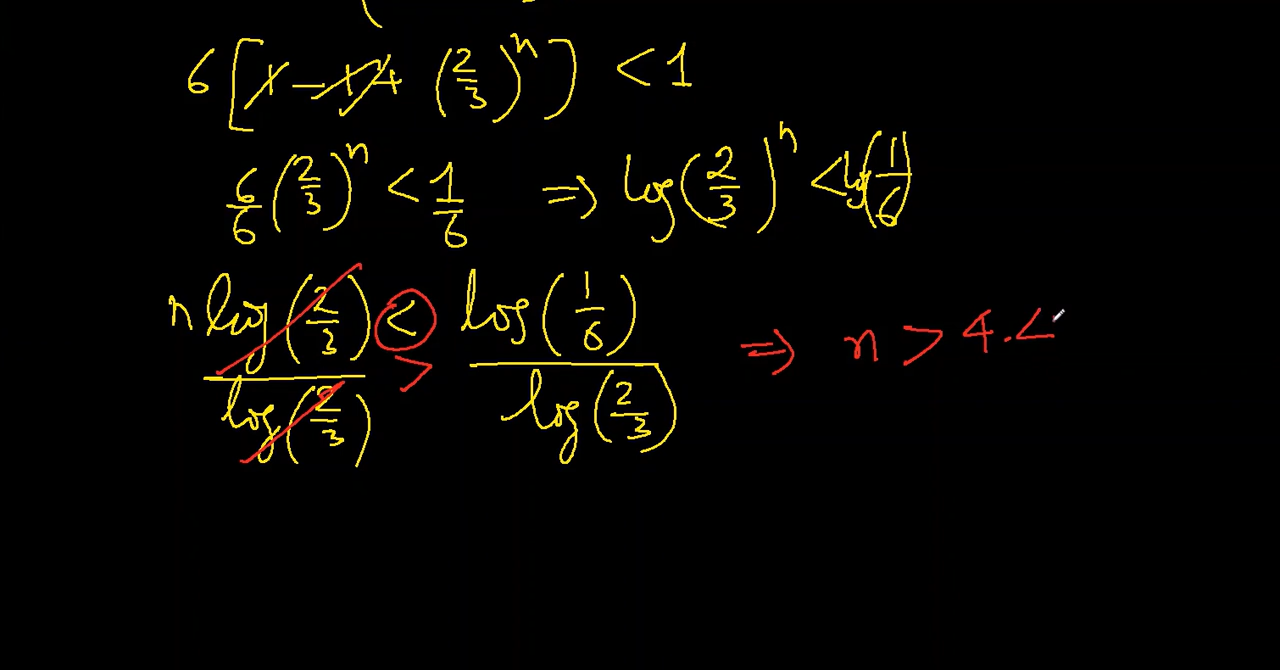 6 [1 - 1 + (2/3)^n] < 1
6/6 (2/3)^n < 1/6 ⇒ log(2/3)^n < log(1/6)
n log(2/3) / log(2/3) < > log(1/6) / log(2/3) ⇒ n > 4.